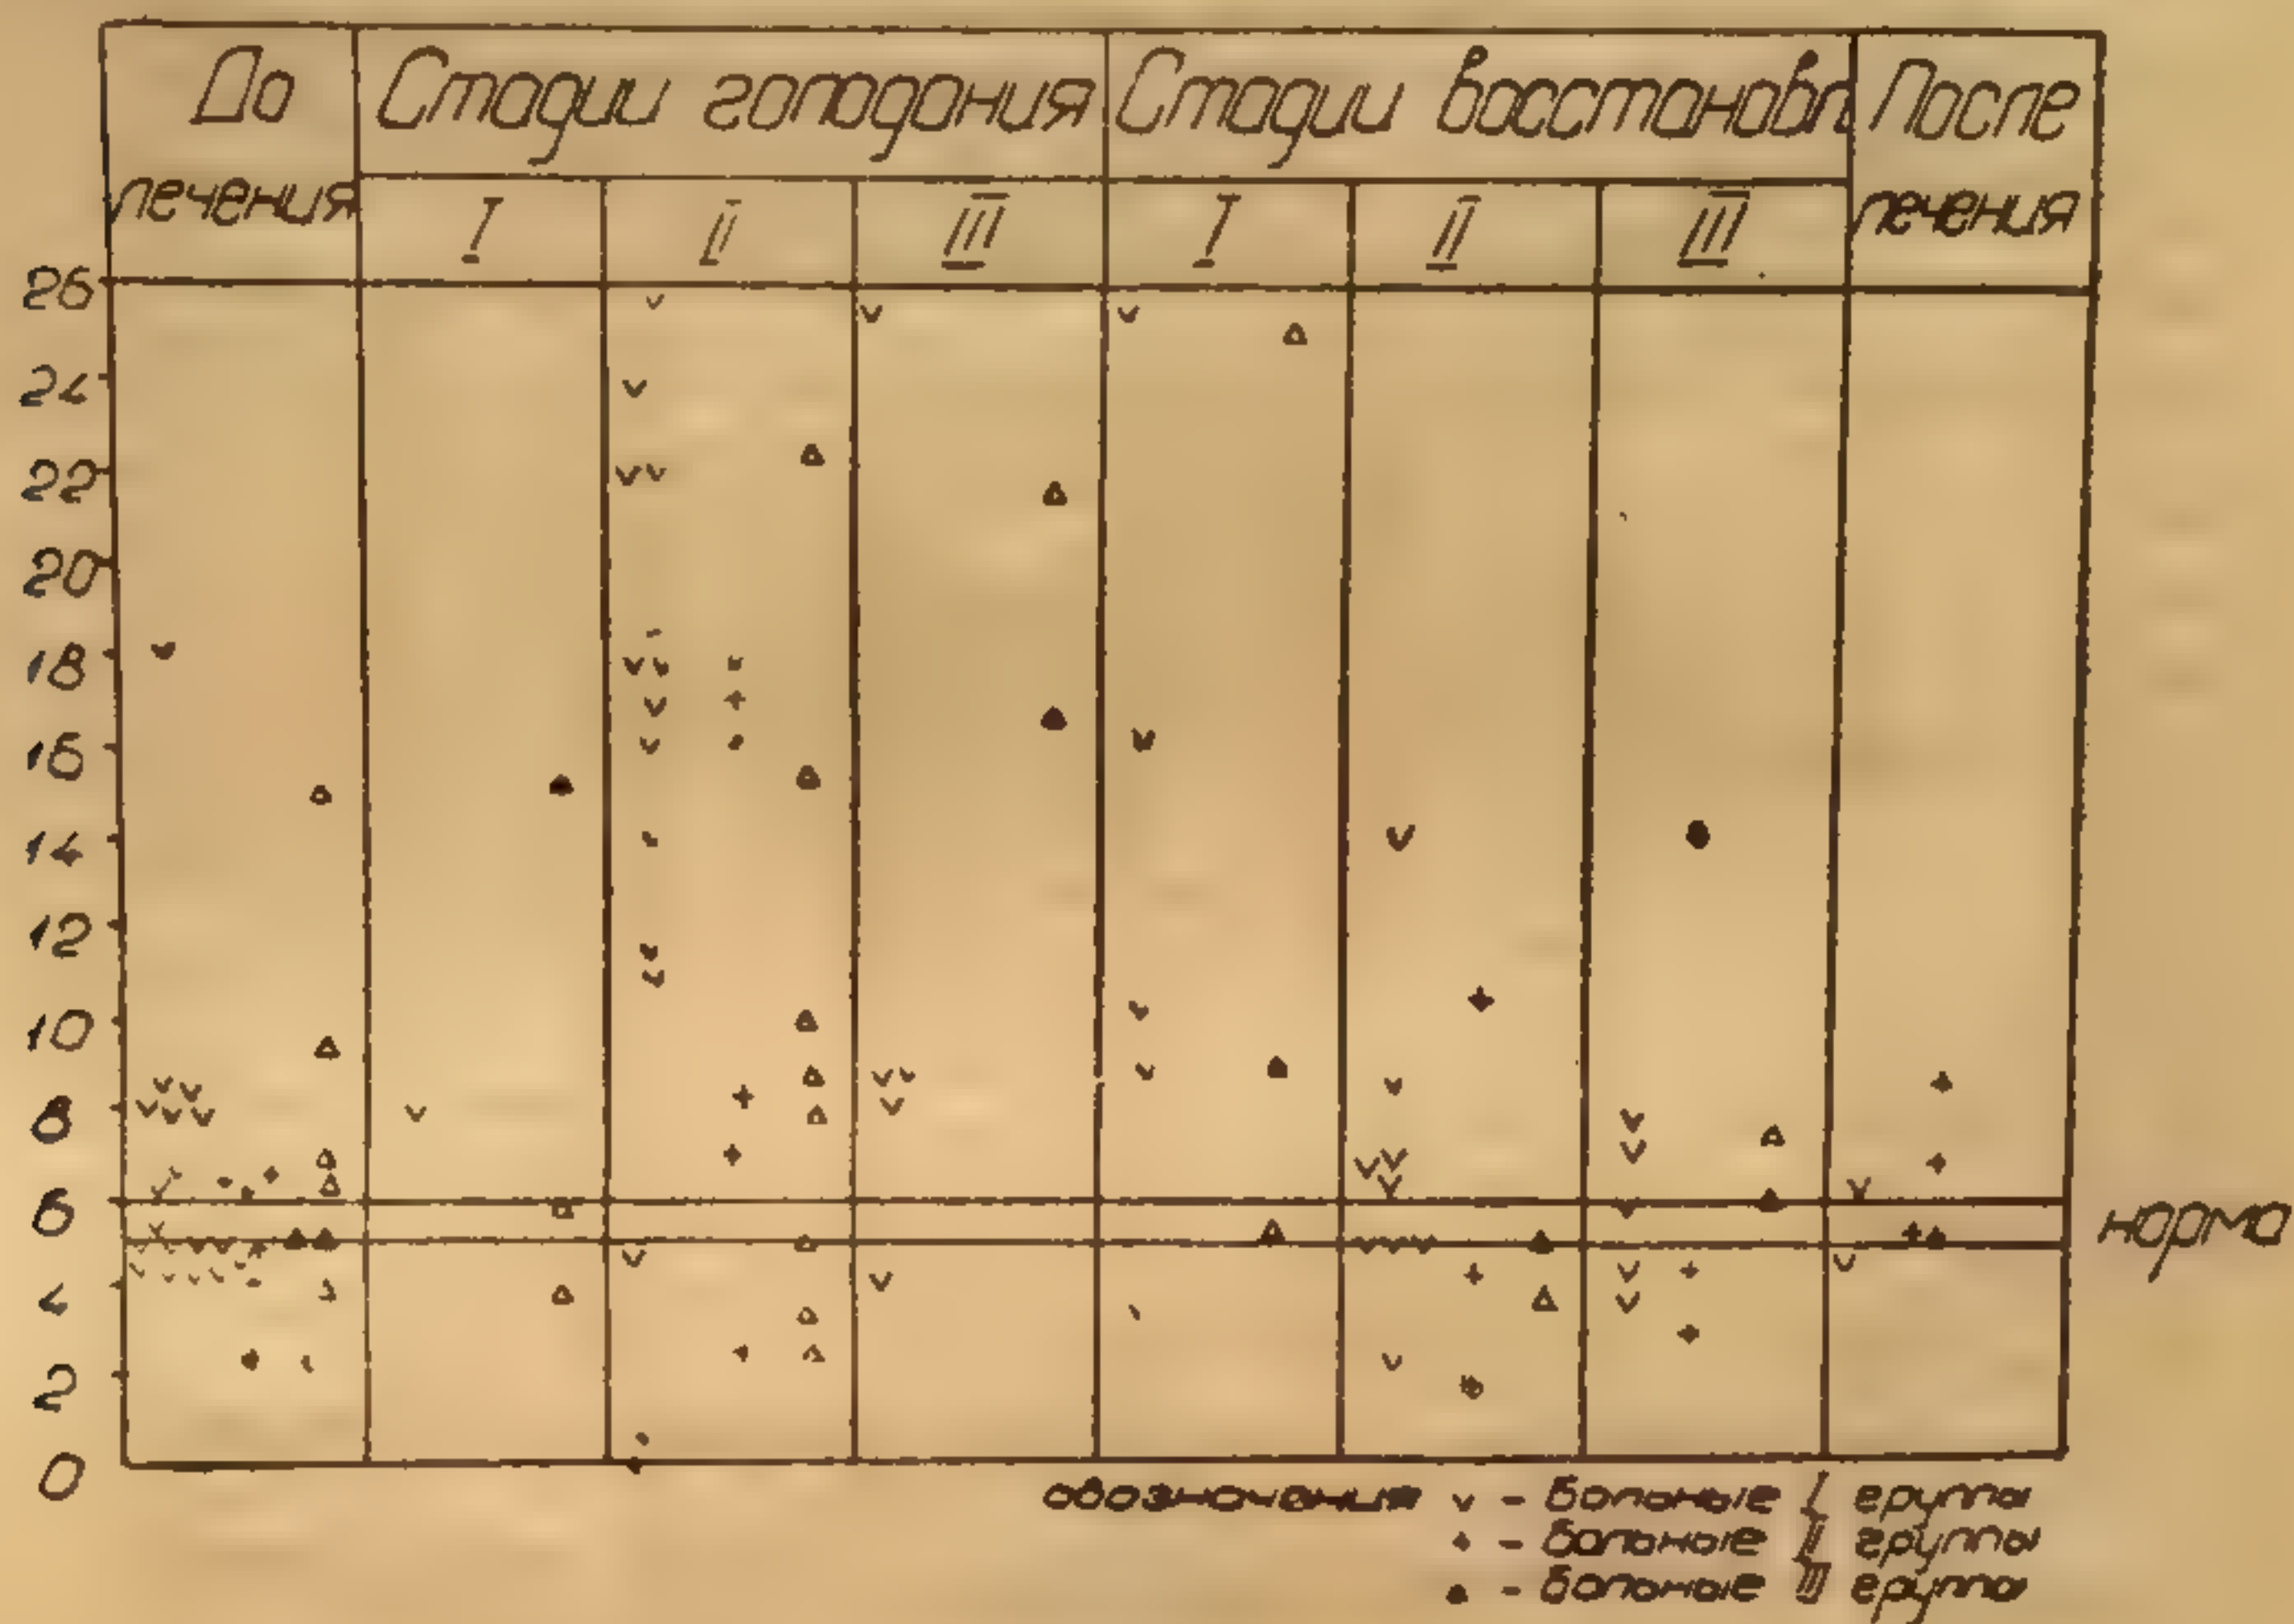 До
лечения
Стадии голодания
Стадии восстановл
После
лечения
I II III I II III
26
24
22
20
18
16
14
12
10
8
6
4
2
0
норма
обозначения v - больные I группы
+ - больные II группы
▲ - больные III группы